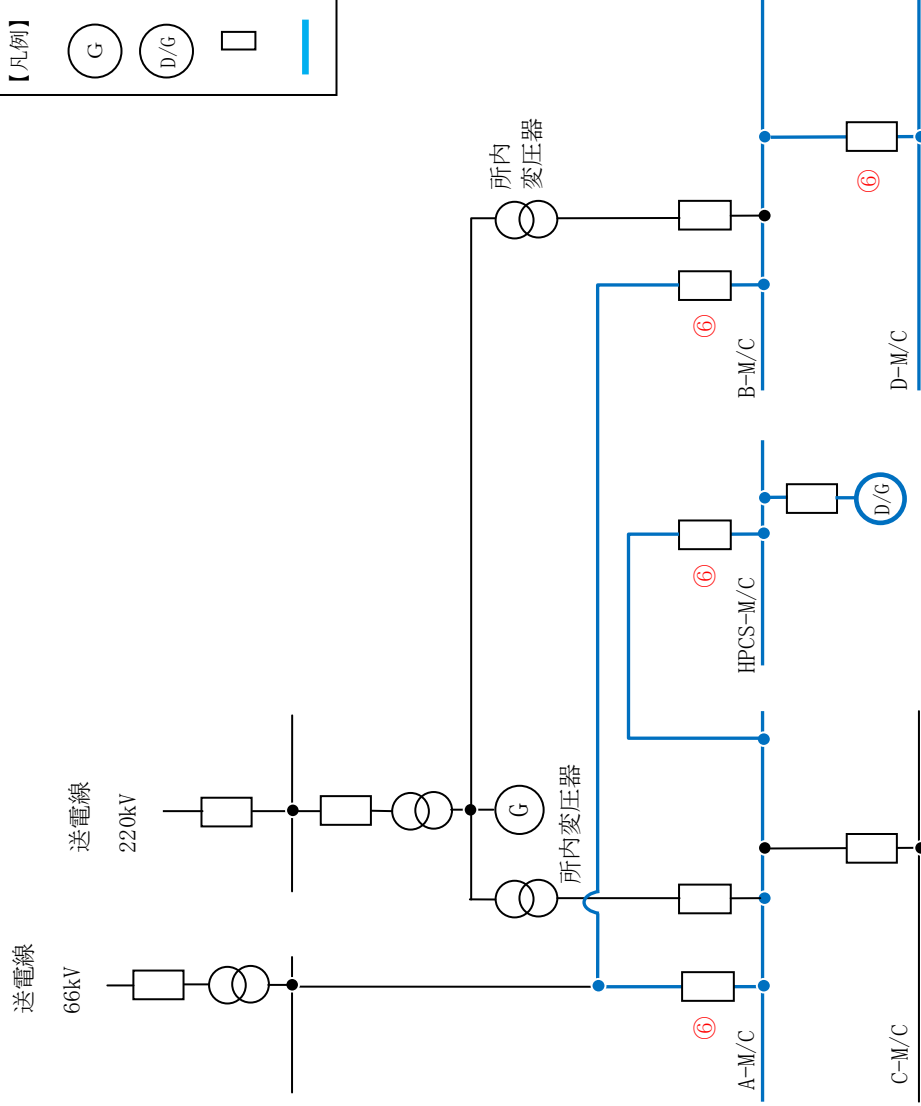 【凡例】
G
D/G
送電線
66kV
送電線
220kV
所内
変圧器
所内変圧器
G
⑥
⑥
⑥
⑥
A-M/C
HPCS-M/C
B-M/C
D/G
C-M/C
D-M/C